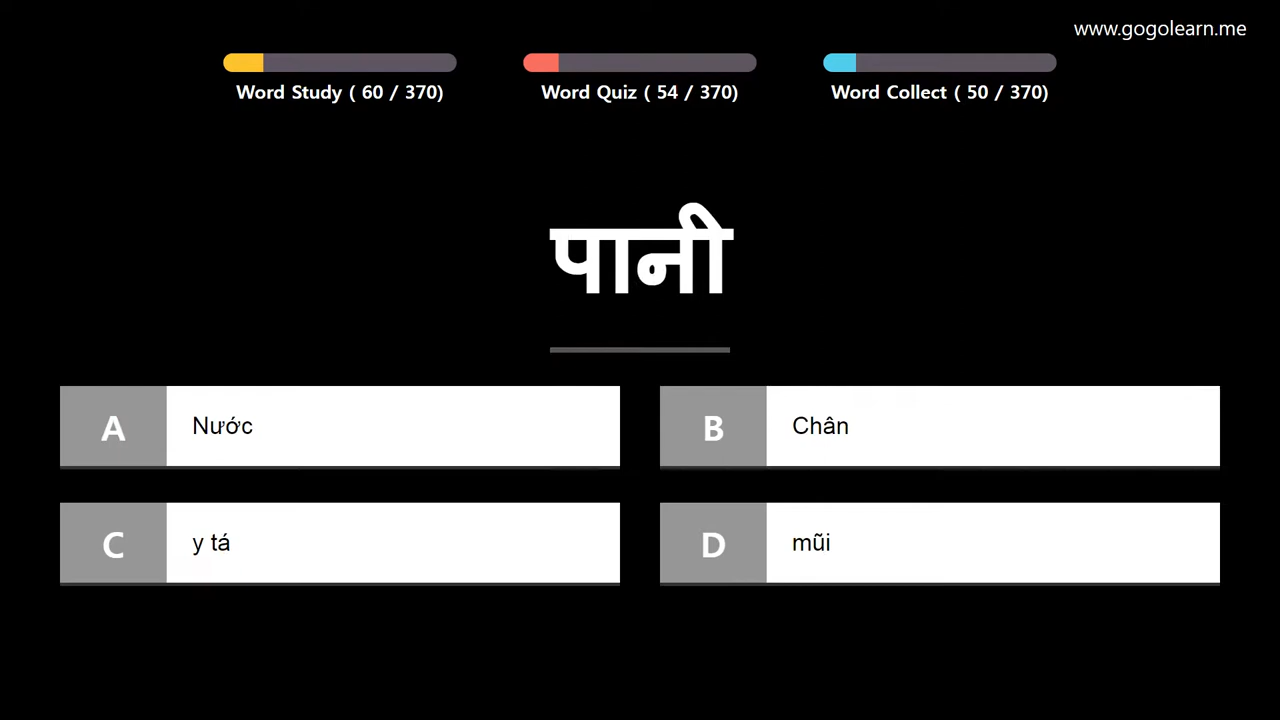 www.gogolearn.me
Word Study ( 60 / 370)
Word Quiz ( 54 / 370)
Word Collect ( 50 / 370)
पानी
A
Nước
B
Chân
C
y tá
D
mũi